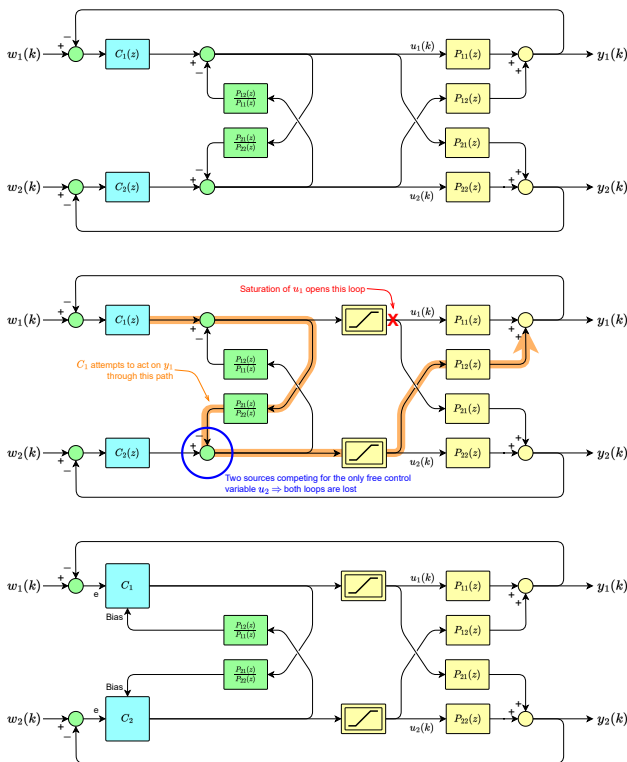 −
w₁(k)
+
C₁(z)
+
−
u₁(k)
P₁₁(z)
+
+
y₁(k)
P₁₂(z)
P₁₁(z)
P₁₂(z)
P₂₁(z)
P₂₂(z)
P₂₁(z)
w₂(k)
+
−
C₂(z)
−
+
u₂(k)
P₂₂(z)
+
+
y₂(k)
Saturation of u₁ opens this loop
−
w₁(k)
+
C₁(z)
+
−
X
u₁(k)
P₁₁(z)
+
+
y₁(k)
C₁ attempts to act on y₁
through this path
P₁₂(z)
P₁₁(z)
P₁₂(z)
P₂₁(z)
P₂₂(z)
P₂₁(z)
w₂(k)
+
−
C₂(z)
−
+
u₂(k)
P₂₂(z)
+
+
y₂(k)
Two sources competing for the only free control
variable u₂ ⇒ both loops are lost
−
w₁(k)
+
e
C₁
Bias
u₁(k)
P₁₁(z)
+
+
y₁(k)
P₁₂(z)
P₁₁(z)
P₁₂(z)
P₂₁(z)
P₂₂(z)
P₂₁(z)
Bias
w₂(k)
+
−
e
C₂
u₂(k)
P₂₂(z)
+
+
y₂(k)